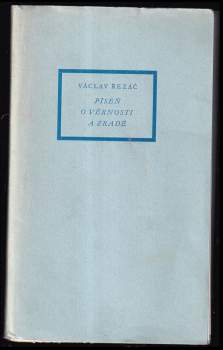 VÁCLAV ŘEZÁČ
PÍSEŇ
O VĚRNOSTI
A ZRADĚ